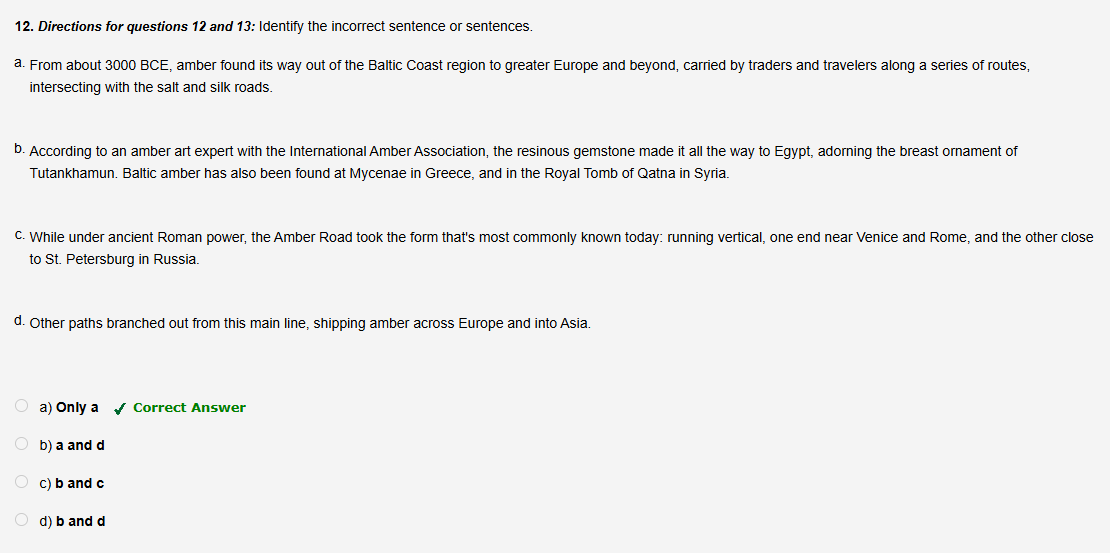 12. Directions for questions 12 and 13: Identify the incorrect sentence or sentences.
a. From about 3000 BCE, amber found its way out of the Baltic Coast region to greater Europe and beyond, carried by traders and travelers along a series of routes,
intersecting with the salt and silk roads.
b. According to an amber art expert with the International Amber Association, the resinous gemstone made it all the way to Egypt, adorning the breast ornament of
Tutankhamun. Baltic amber has also been found at Mycenae in Greece, and in the Royal Tomb of Qatna in Syria.
c. While under ancient Roman power, the Amber Road took the form that's most commonly known today: running vertical, one end near Venice and Rome, and the other close
to St. Petersburg in Russia.
d. Other paths branched out from this main line, shipping amber across Europe and into Asia.
a) Only a ✓ Correct Answer
b) a and d
c) b and c
d) b and d